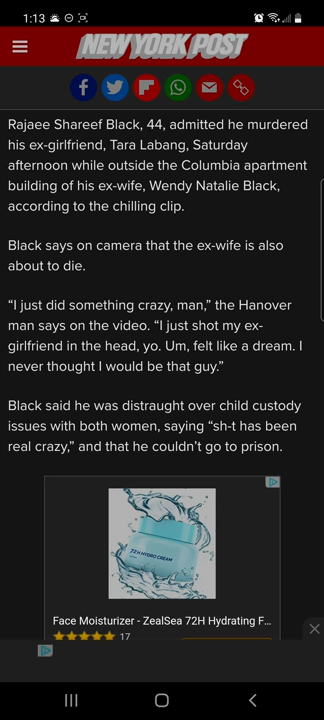 1:13
NEW YORK POST
Rajaee Shareef Black, 44, admitted he murdered
his ex-girlfriend, Tara Labang, Saturday
afternoon while outside the Columbia apartment
building of his ex-wife, Wendy Natalie Black,
according to the chilling clip.
Black says on camera that the ex-wife is also
about to die.
“I just did something crazy, man,” the Hanover
man says on the video. “I just shot my ex-
girlfriend in the head, yo. Um, felt like a dream. I
never thought I would be that guy.”
Black said he was distraught over child custody
issues with both women, saying “sh-t has been
real crazy,” and that he couldn’t go to prison.
72H HYDRO CREAM
Face Moisturizer - ZealSea 72H Hydrating F...
17